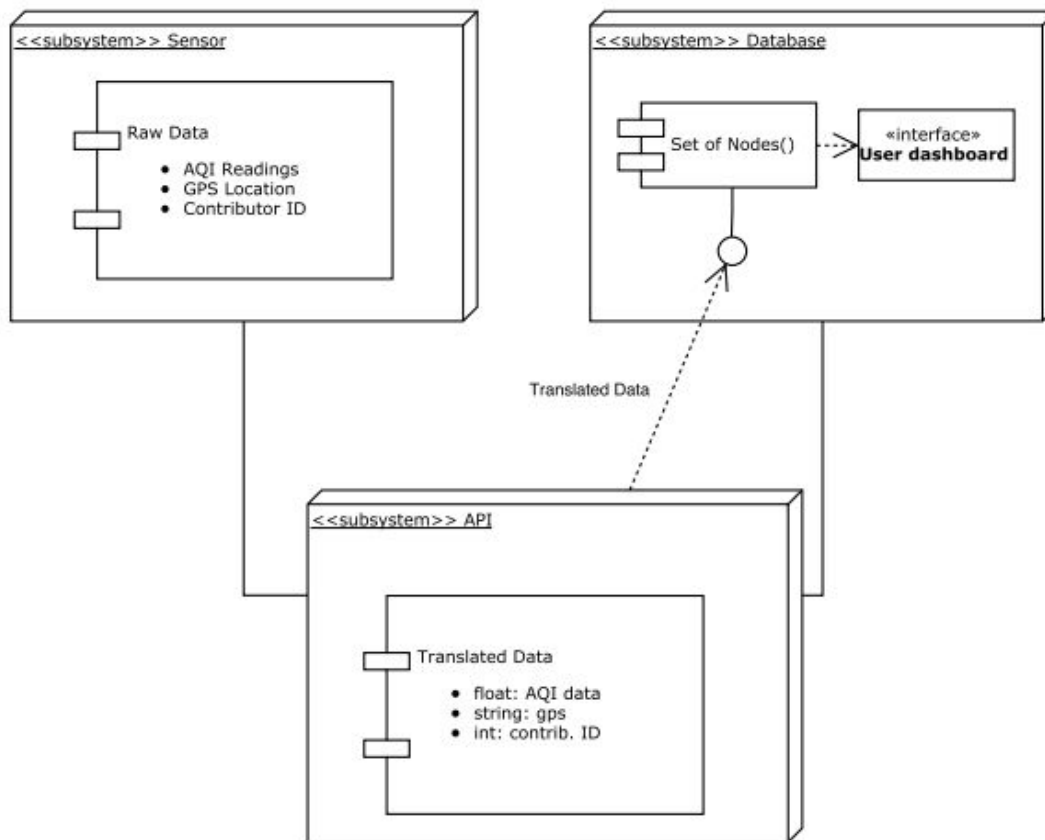 <<subsystem>> Sensor
Raw Data
• AQI Readings
• GPS Location
• Contributor ID
<<subsystem>> Database
Set of Nodes()
«interface»
User dashboard
Translated Data
<<subsystem>> API
Translated Data
• float: AQI data
• string: gps
• int: contrib. ID